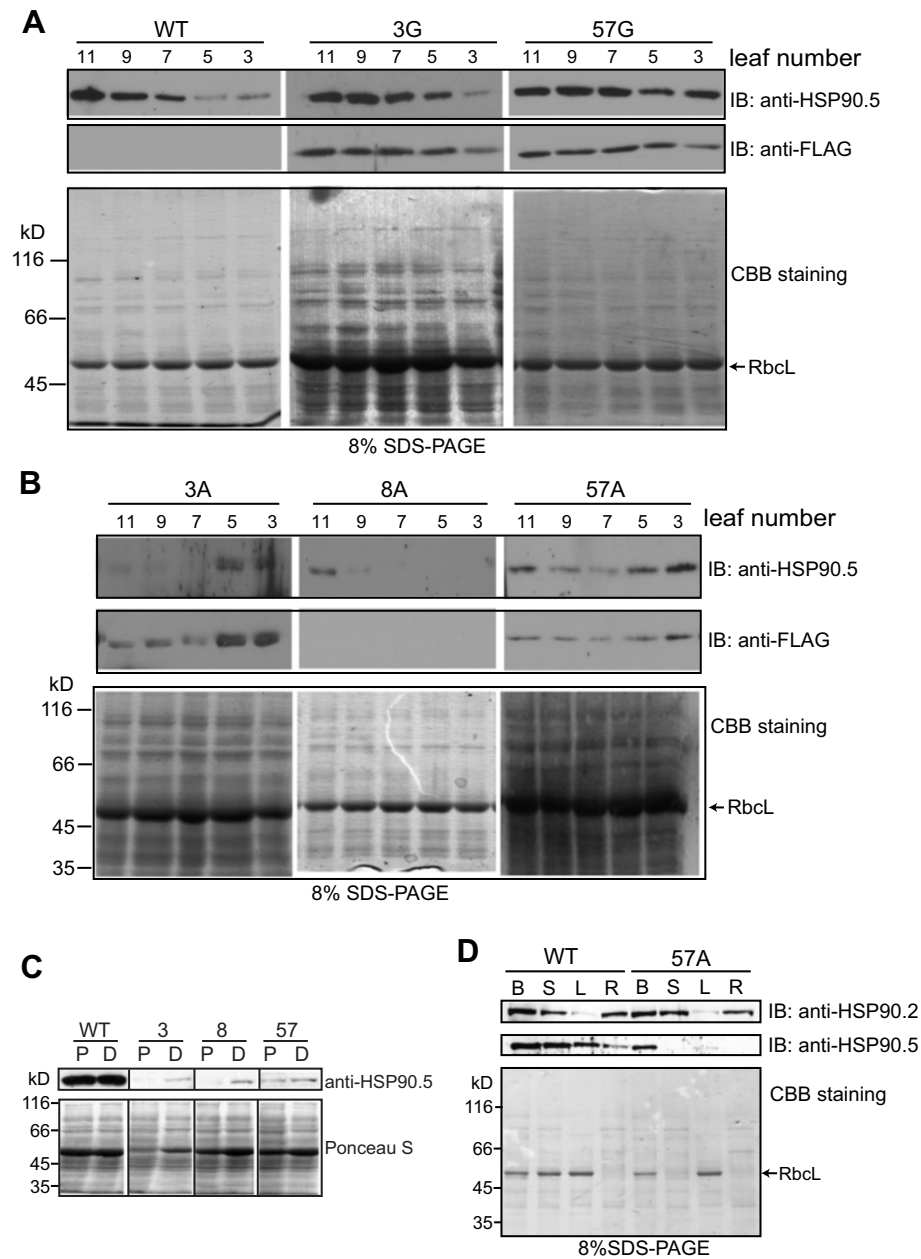 A
WT 3G 57G
11 9 7 5 3 11 9 7 5 3 11 9 7 5 3 leaf number
IB: anti-HSP90.5
IB: anti-FLAG
kD
116
CBB staining
66
RbcL
45
8% SDS-PAGE
B
3A 8A 57A
11 9 7 5 3 11 9 7 5 3 11 9 7 5 3 leaf number
IB: anti-HSP90.5
IB: anti-FLAG
kD
116
CBB staining
66
RbcL
45
35
8% SDS-PAGE
C
WT 3 8 57
P D P D P D P D
kD
anti-HSP90.5
116
66
Ponceau S
45
35
D
WT 57A
B S L R B S L R
IB: anti-HSP90.2
IB: anti-HSP90.5
kD
CBB staining
116
66
RbcL
45
35
8%SDS-PAGE